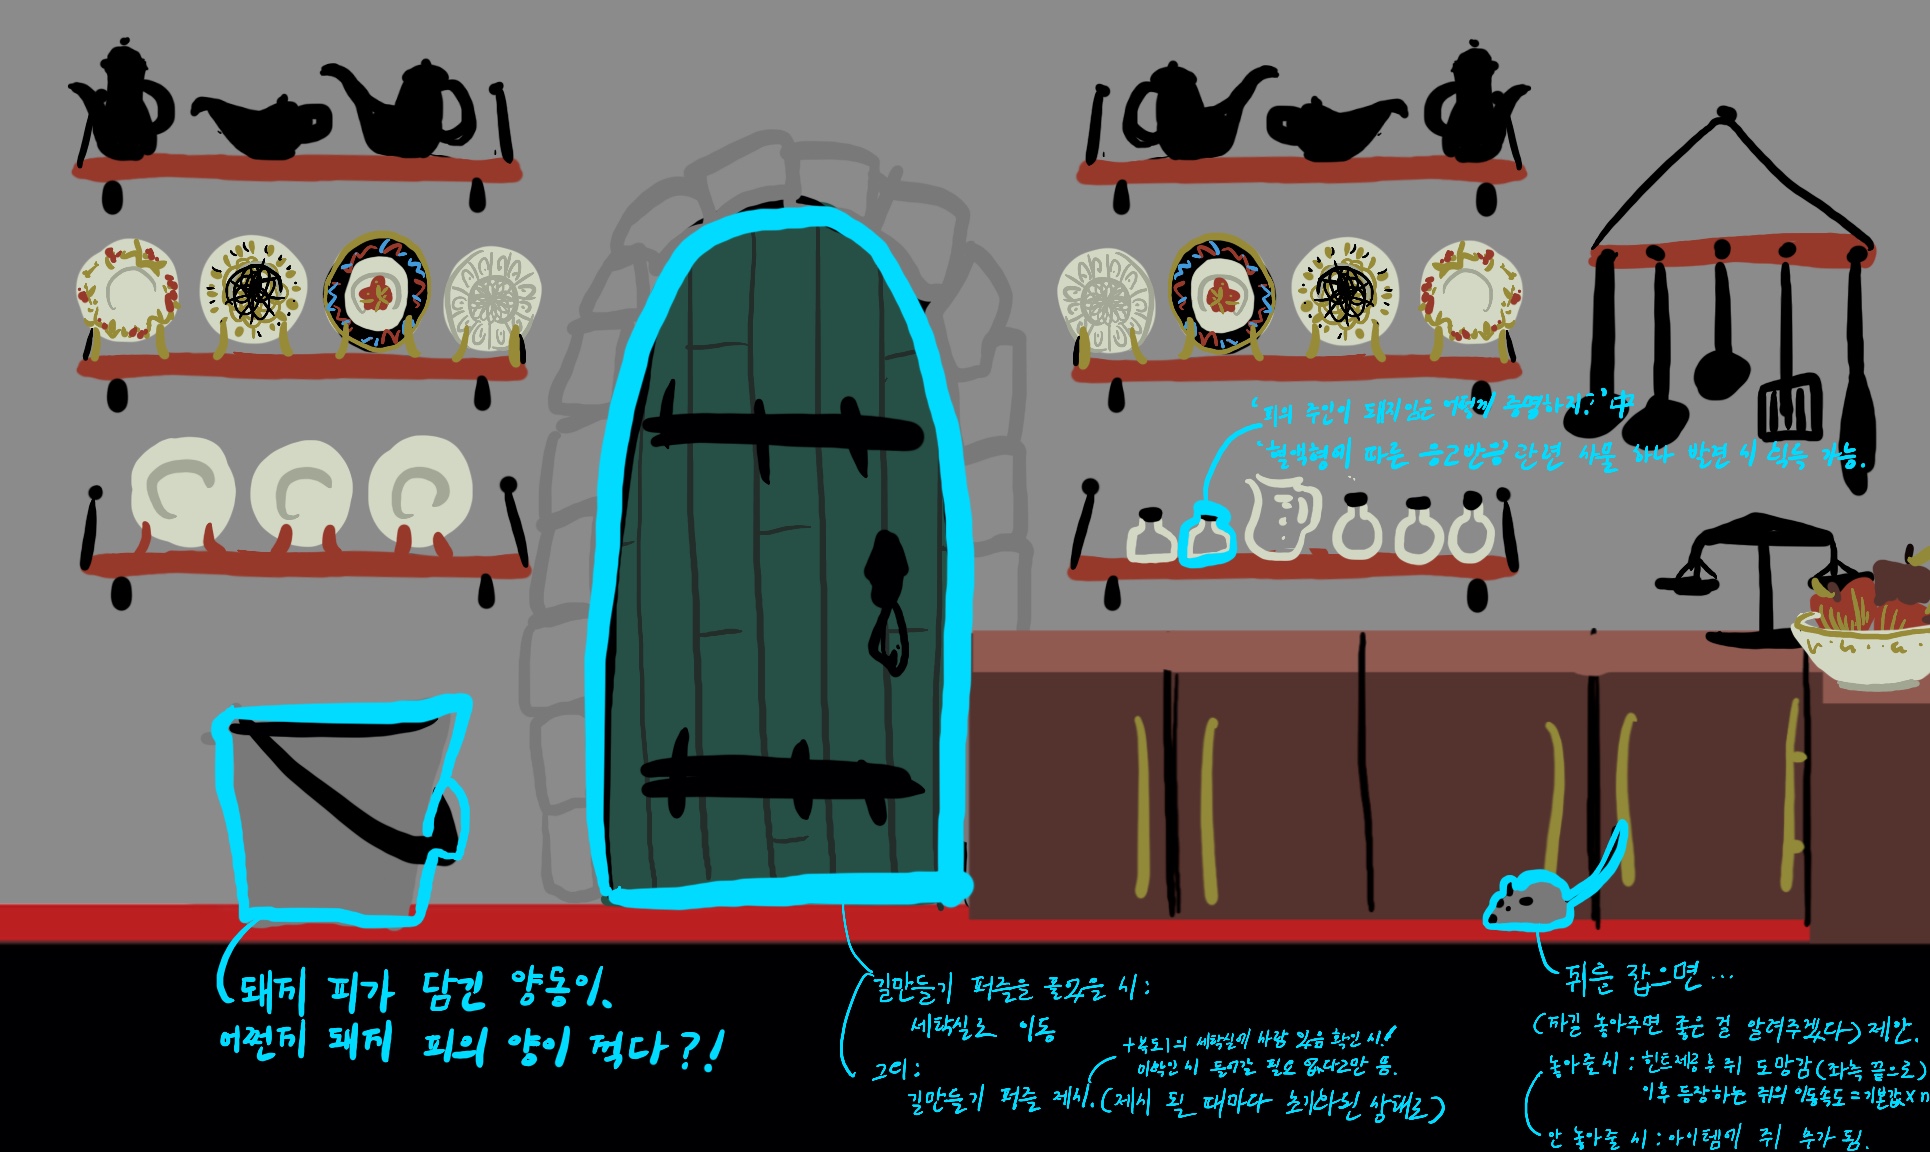 '피의 주인이 돼지임은 어떻게 증명하지?' 中
'혈액형에 따른 응고반응' 관련 사물 하나 발견 시 획득 가능.
돼지 피가 담긴 양동이.
어쩐지 돼지 피의 양이 적다?!
길만들기 퍼즐을 풀었을 시:
세탁실로 이동
그외:
+복도1의 세탁실에 사람 있음 확인 시!
미확인 시 들어갈 필요 없다고만 뜸.
길만들기 퍼즐 제시. (제시 될 때마다 초기화된 상태로)
쥐를 잡으면...
(자길 놓아주면 좋은 걸 알려주겠다) 제안.
놓아줄 시: 힌트제공 후 쥐 도망감(좌측 끝으로)
이후 등장하는 쥐의 이동속도=기본값×n
안 놓아줄 시: 아이템에 쥐 추가 됨.